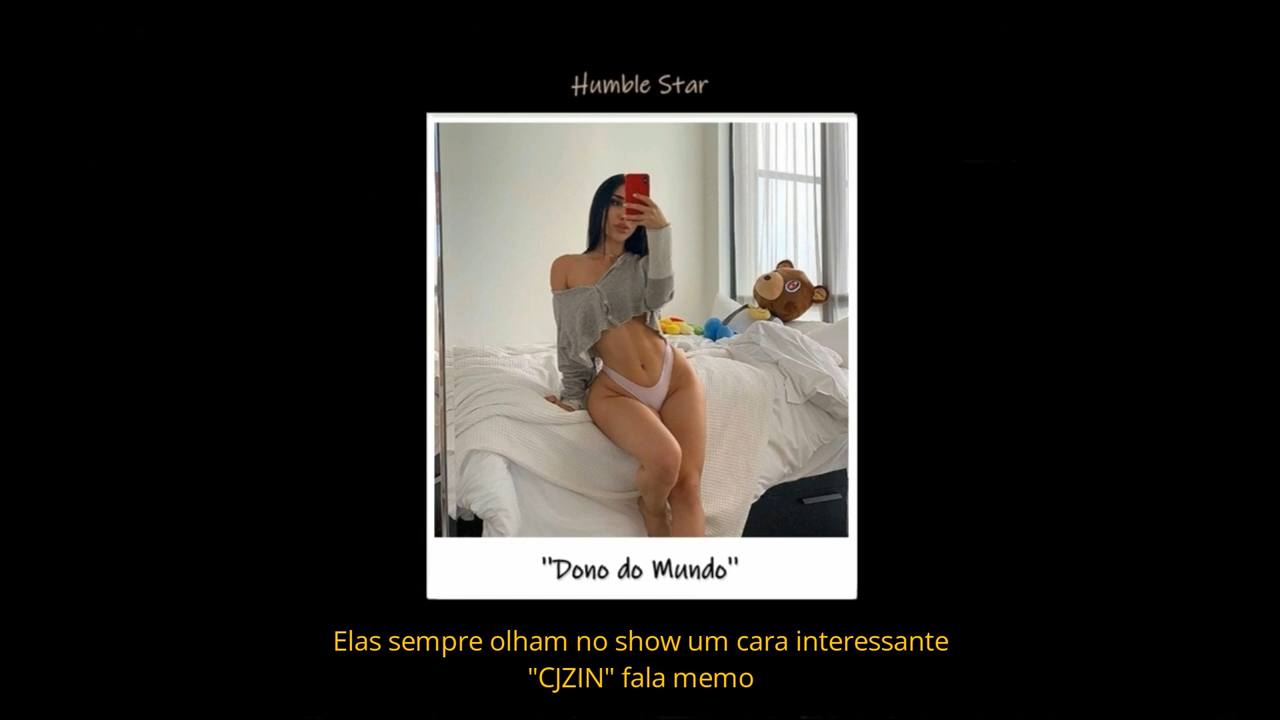 Humble Star
"Dono do Mundo"
Elas sempre olham no show um cara interessante
"CJZIN" fala memo